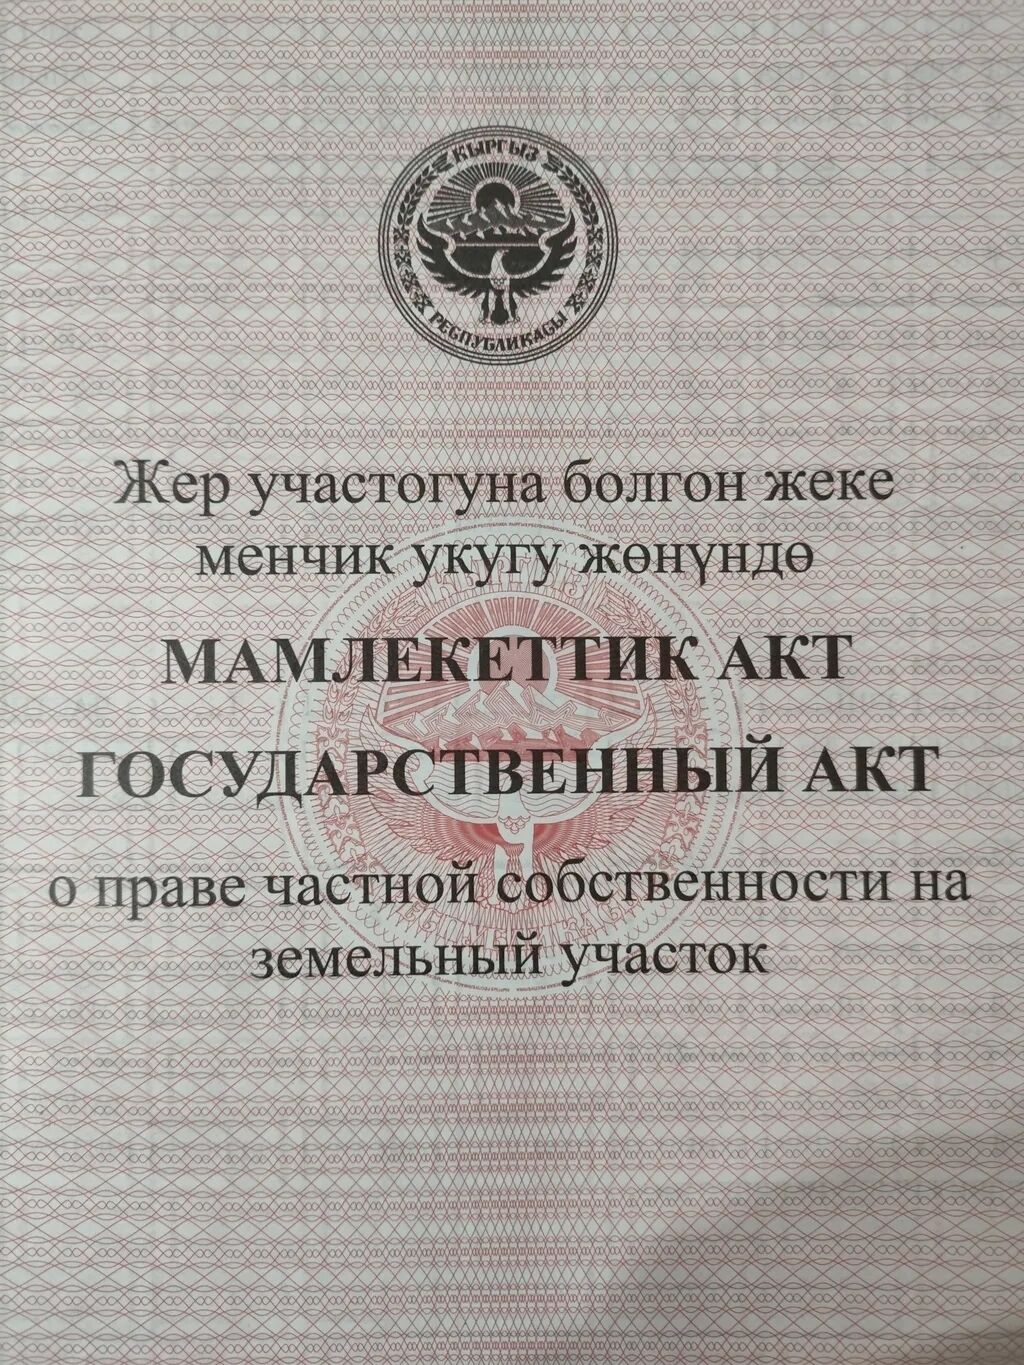 КЫРГЫЗ
РЕСПУБЛИКАСЫ
Жер участогуна болгон жеке
менчик укугу жөнүндө
МАМЛЕКЕТТИК АКТ
ГОСУДАРСТВЕННЫЙ АКТ
о праве частной собственности на
земельный участок